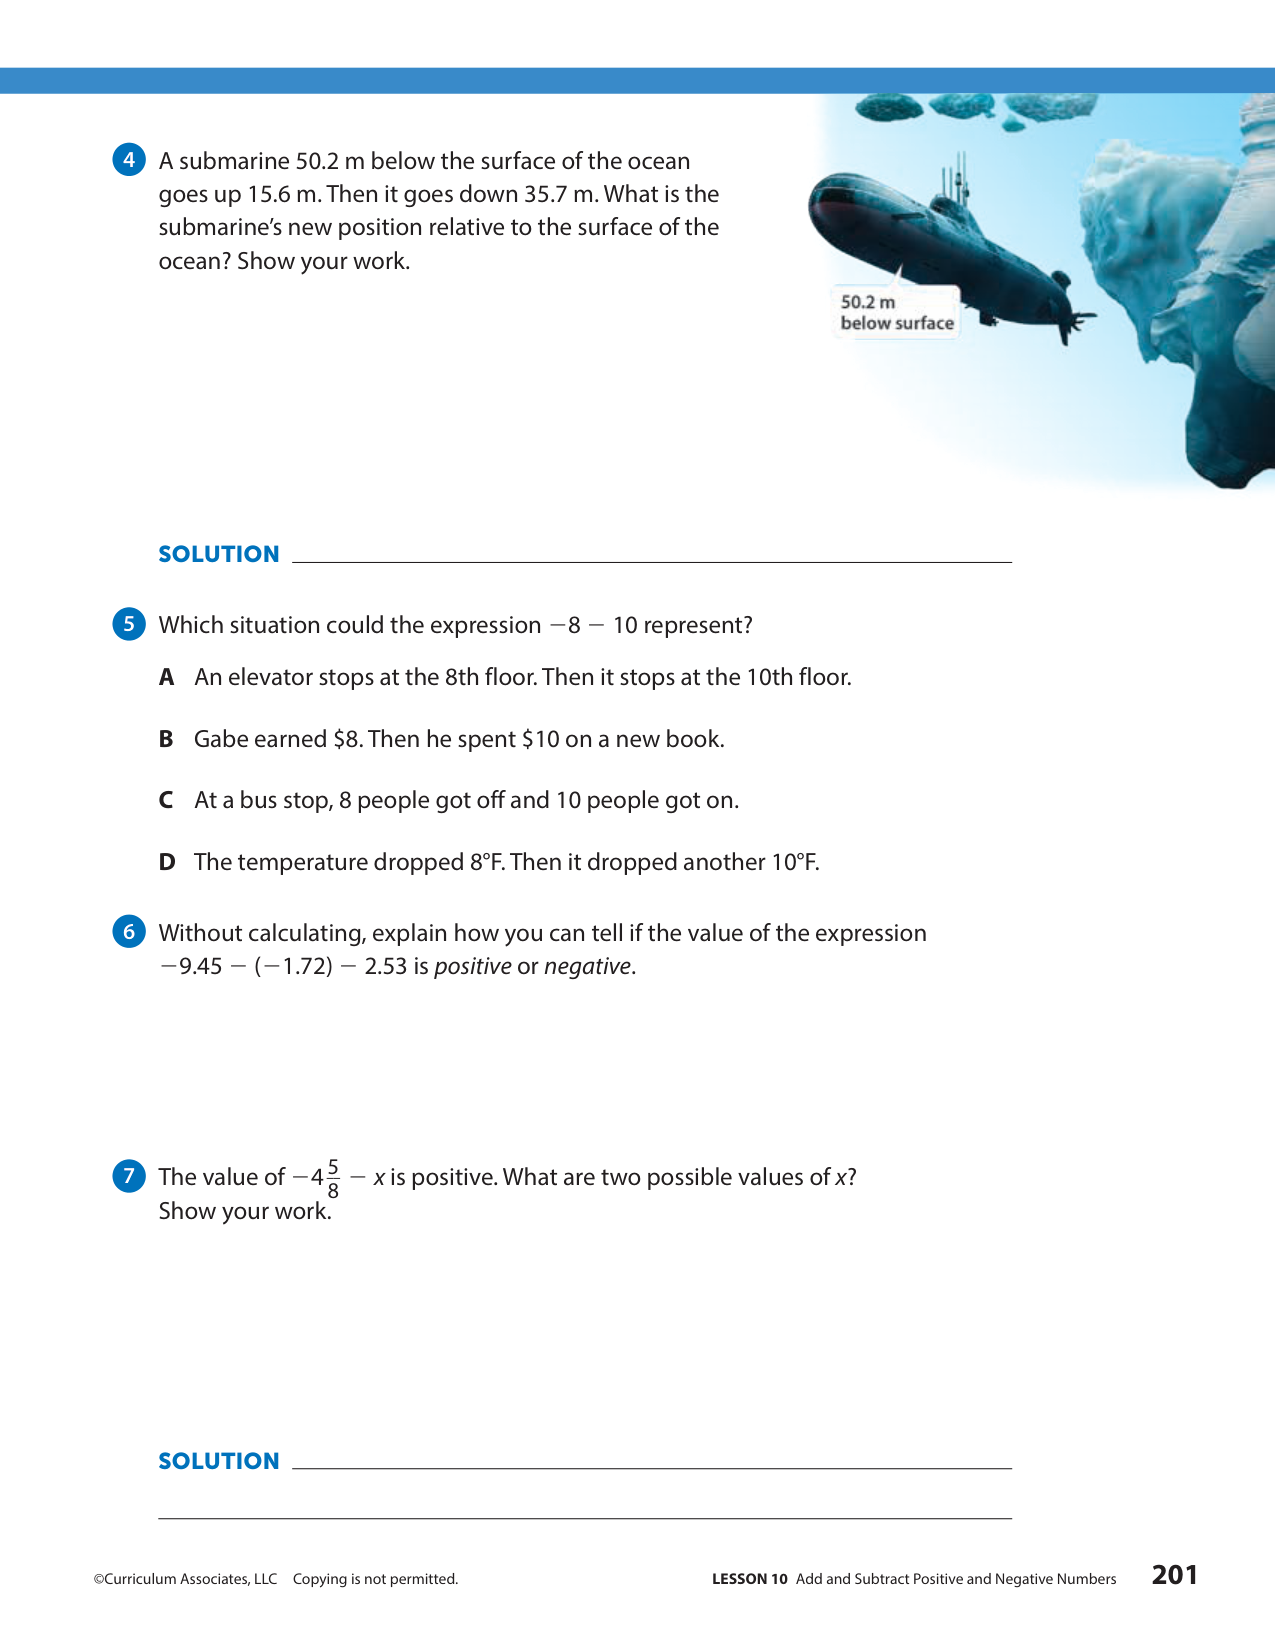 4 A submarine 50.2 m below the surface of the ocean
goes up 15.6 m. Then it goes down 35.7 m. What is the
submarine’s new position relative to the surface of the
ocean? Show your work.
50.2 m
below surface
SOLUTION
5 Which situation could the expression −8 − 10 represent?
A An elevator stops at the 8th floor. Then it stops at the 10th floor.
B Gabe earned $8. Then he spent $10 on a new book.
C At a bus stop, 8 people got off and 10 people got on.
D The temperature dropped 8°F. Then it dropped another 10°F.
6 Without calculating, explain how you can tell if the value of the expression
−9.45 − (−1.72) − 2.53 is positive or negative.
7 The value of −4 5/8 − x is positive. What are two possible values of x?
Show your work.
SOLUTION
©Curriculum Associates, LLC Copying is not permitted. LESSON 10 Add and Subtract Positive and Negative Numbers 201